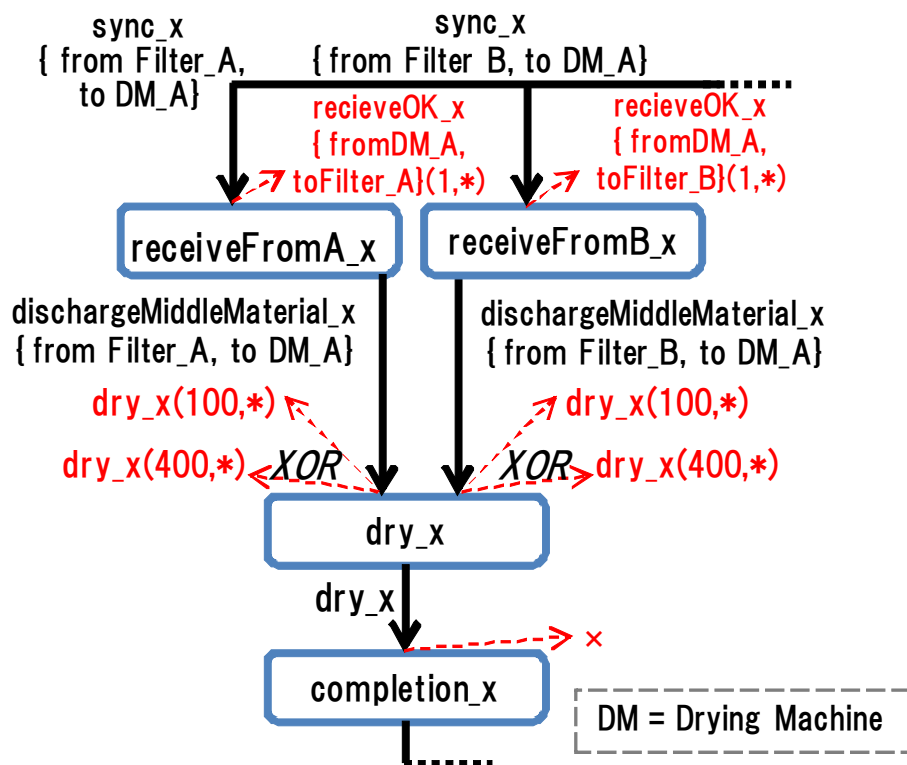 sync_x
{ from Filter_A,
to DM_A}
sync_x
{ from Filter B, to DM_A}
recieveOK_x
{ fromDM_A,
toFilter_A}(1,*)
recieveOK_x
{ fromDM_A,
toFilter_B}(1,*)
receiveFromA_x
receiveFromB_x
dischargeMiddleMaterial_x
{ from Filter_A, to DM_A}
dischargeMiddleMaterial_x
{ from Filter_B, to DM_A}
dry_x(100,*)
dry_x(100,*)
dry_x(400,*)
XOR
XOR
dry_x(400,*)
dry_x
dry_x
×
completion_x
DM = Drying Machine